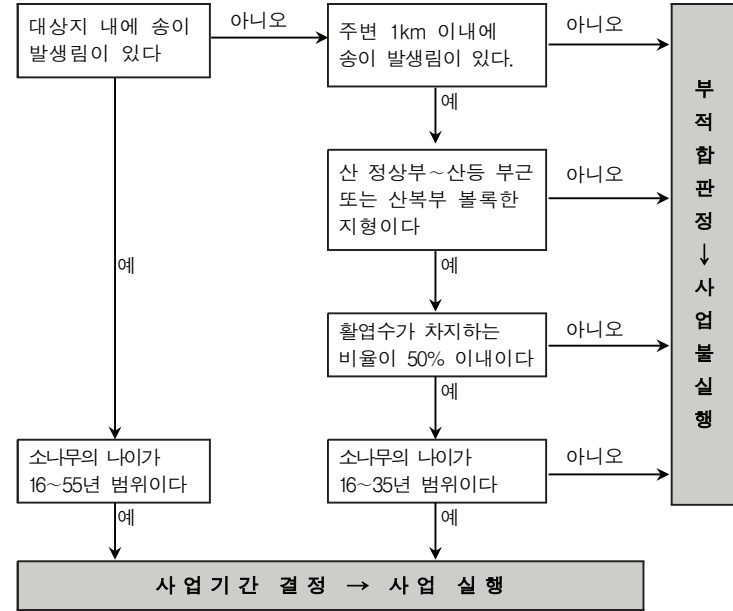 대상지 내에 송이
발생림이 있다
아니오
주변 1km 이내에
송이 발생림이 있다.
아니오
예
산 정상부~산등 부근
또는 산복부 볼록한
지형이다
아니오
예
예
활엽수가 차지하는
비율이 50% 이내이다
아니오
예
소나무의 나이가
16~55년 범위이다
소나무의 나이가
16~35년 범위이다
아니오
예
예
부
적
합
판
정
↓
사
업
불
실
행
사업기간 결정 → 사업 실행